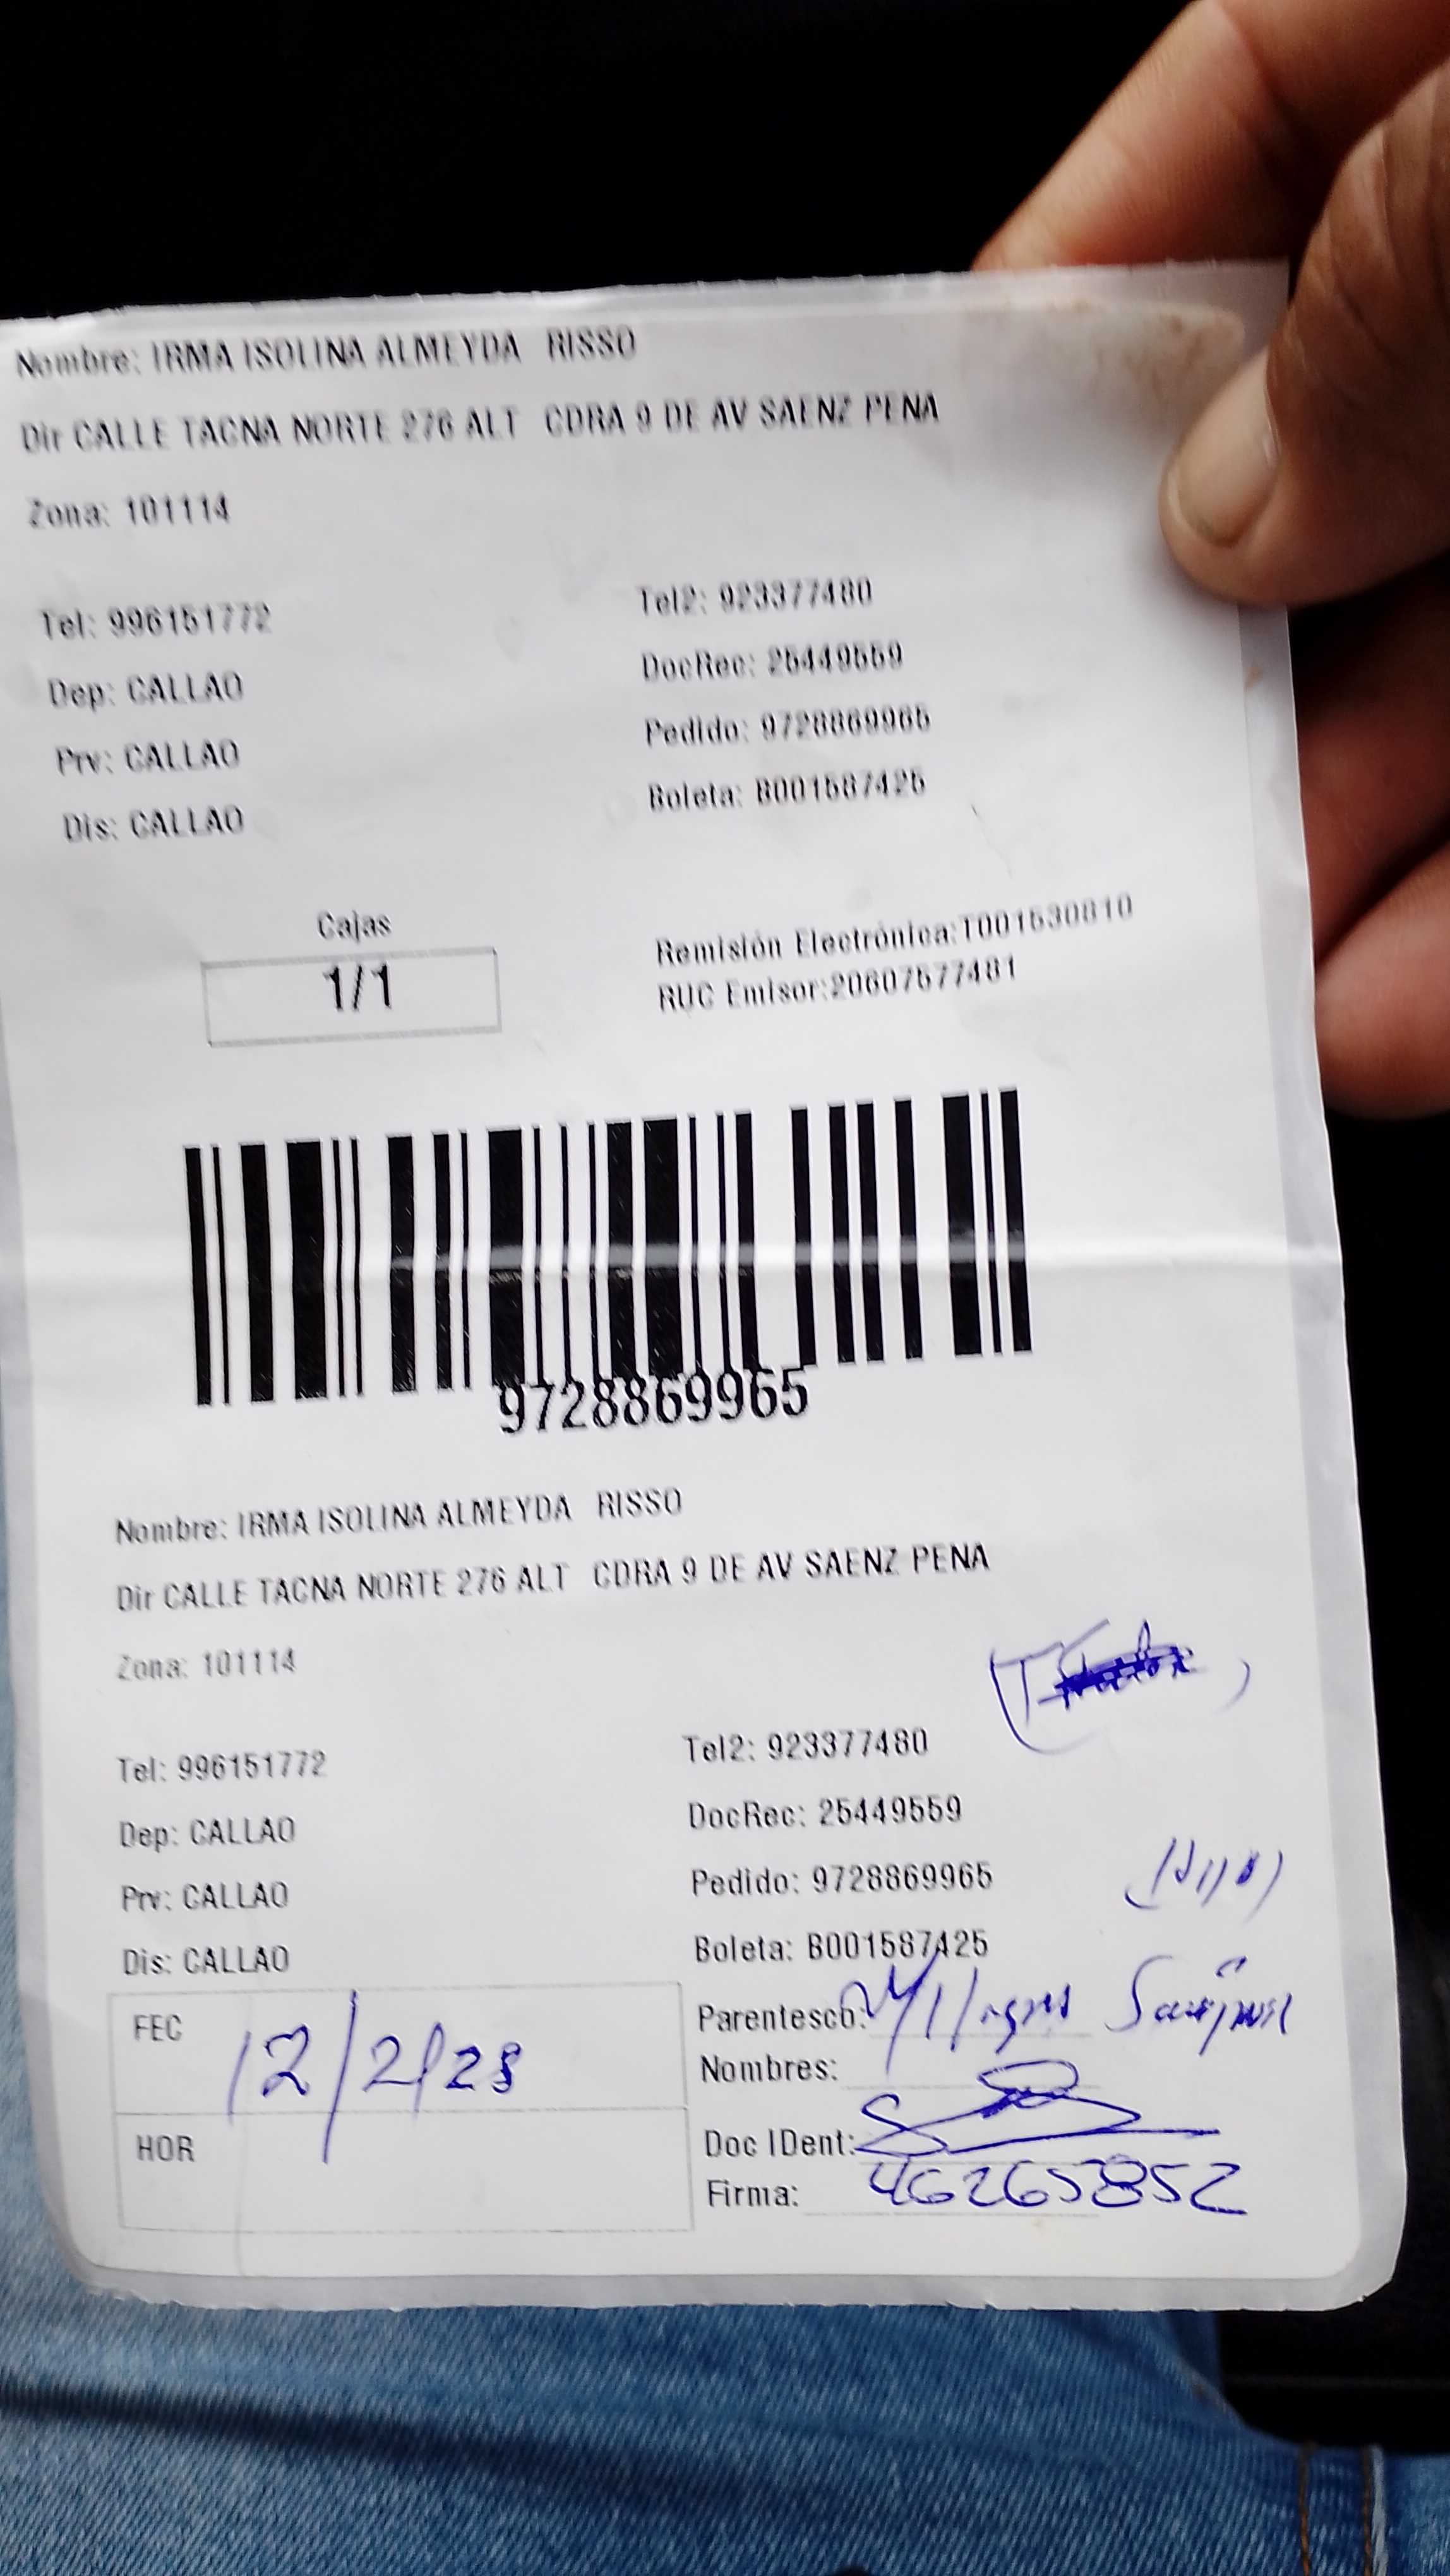 Nombre: IRMA ISOLINA ALMEYDA RISSO
Dir CALLE TACNA NORTE 276 ALT CDRA 9 DE AV SAENZ PENA
Zona: 101114
Tel: 996151772 Tel2: 923377480
Dep: CALLAO DocRec: 25449559
Prv: CALLAO Pedido: 9728869965
Dis: CALLAO Boleta: B001587425
Cajas
1/1
Remisión Electrónica:T001530810
RUC Emisor:20607577481
9728869965
Nombre: IRMA ISOLINA ALMEYDA RISSO
Dir CALLE TACNA NORTE 276 ALT CDRA 9 DE AV SAENZ PENA
Zona: 101114
Tel: 996151772 Tel2: 923377480
Dep: CALLAO DocRec: 25449559
Prv: CALLAO Pedido: 9728869965
Dis: CALLAO Boleta: B001587425
FEC 12/2/23
HOR
Parentesco:
Nombres:
Doc IDent:
Firma: 46265852